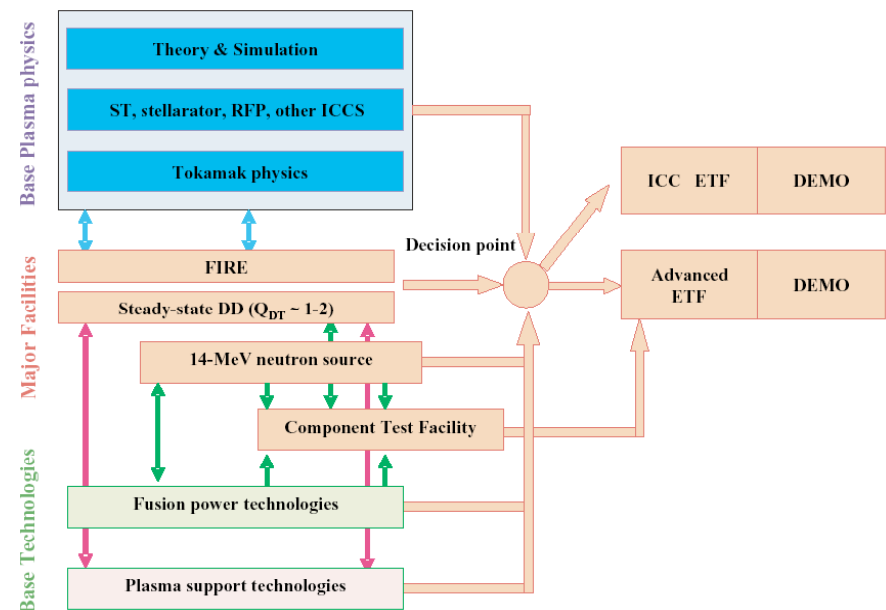 Base Plasma physics
Theory & Simulation
ST, stellarator, RFP, other ICCS
Tokamak physics
ICC ETF
DEMO
Decision point
Major Facilities
FIRE
Steady-state DD (QDT ~ 1-2)
Advanced
ETF
DEMO
14-MeV neutron source
Component Test Facility
Base Technologies
Fusion power technologies
Plasma support technologies